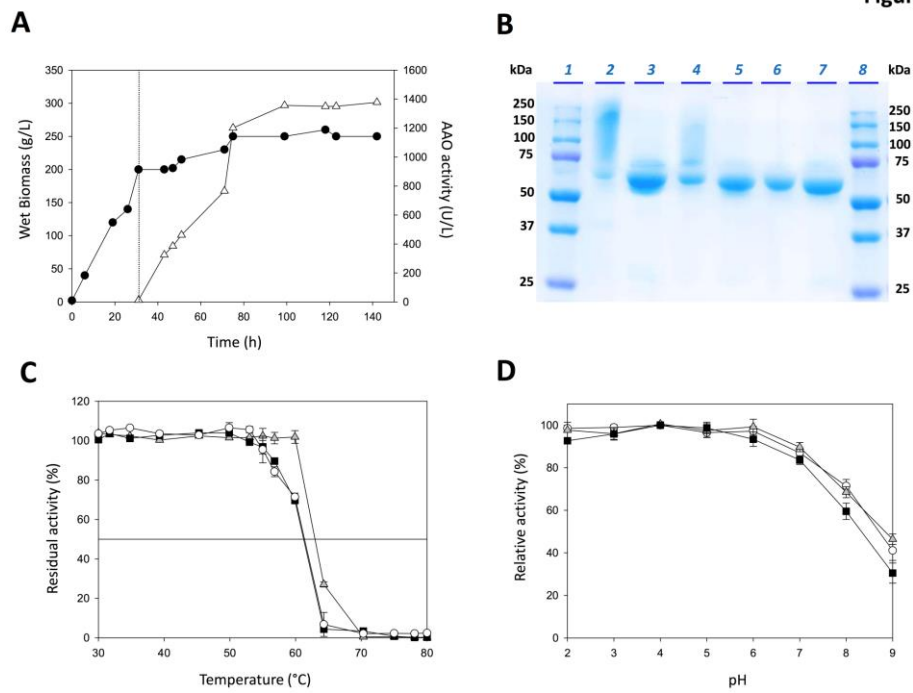 Figur
A
350
300
250
200
150
100
50
0
Wet Biomass (g/L)
1600
1400
1200
1000
800
600
400
200
0
AAO activity (U/L)
0 20 40 60 80 100 120 140
Time (h)
B
kDa 1 2 3 4 5 6 7 8 kDa
250 250
150 150
100 100
75 75
50 50
37 37
25 25
C
120
100
80
60
40
20
0
Residual activity (%)
30 40 50 60 70 80
Temperature (°C)
D
100
80
60
40
20
0
Relative activity (%)
2 3 4 5 6 7 8 9
pH